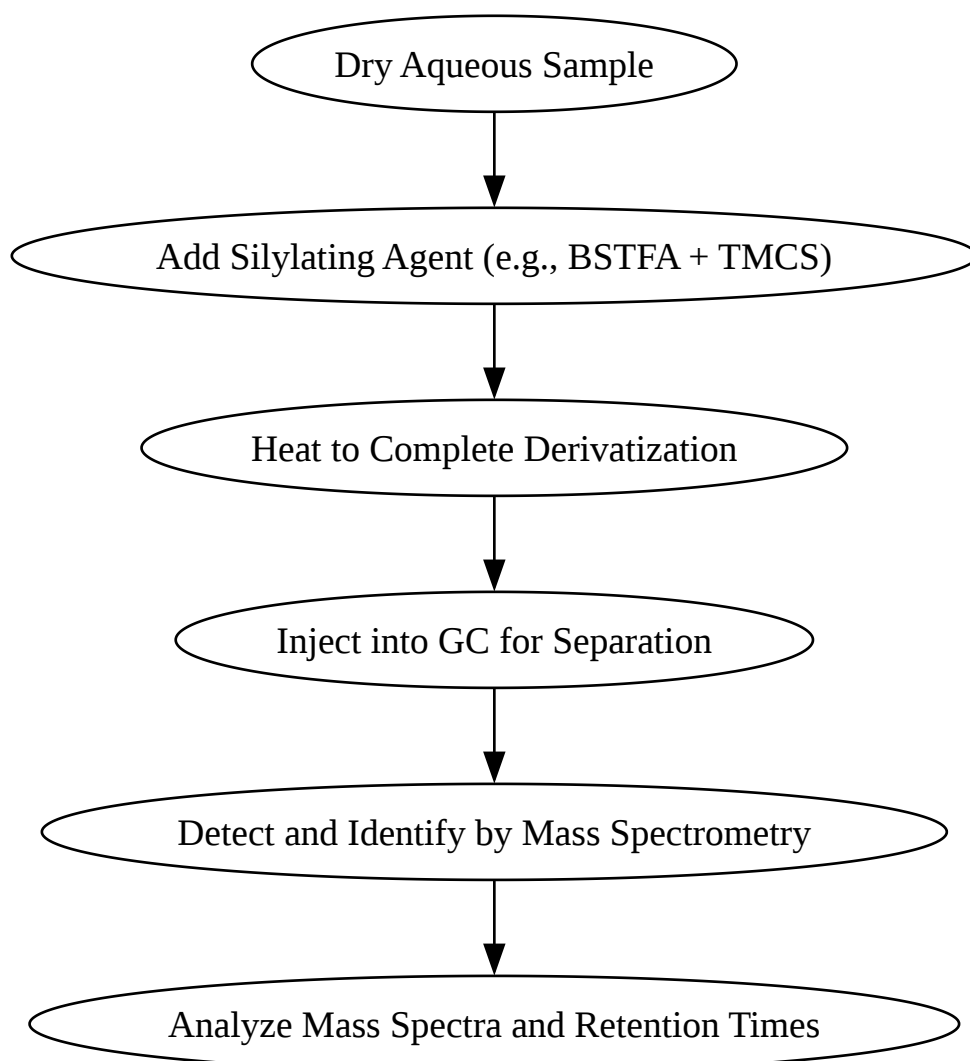 Dry Aqueous Sample
Add Silylating Agent (e.g., BSTFA + TMCS)
Heat to Complete Derivatization
Inject into GC for Separation
Detect and Identify by Mass Spectrometry
Analyze Mass Spectra and Retention Times